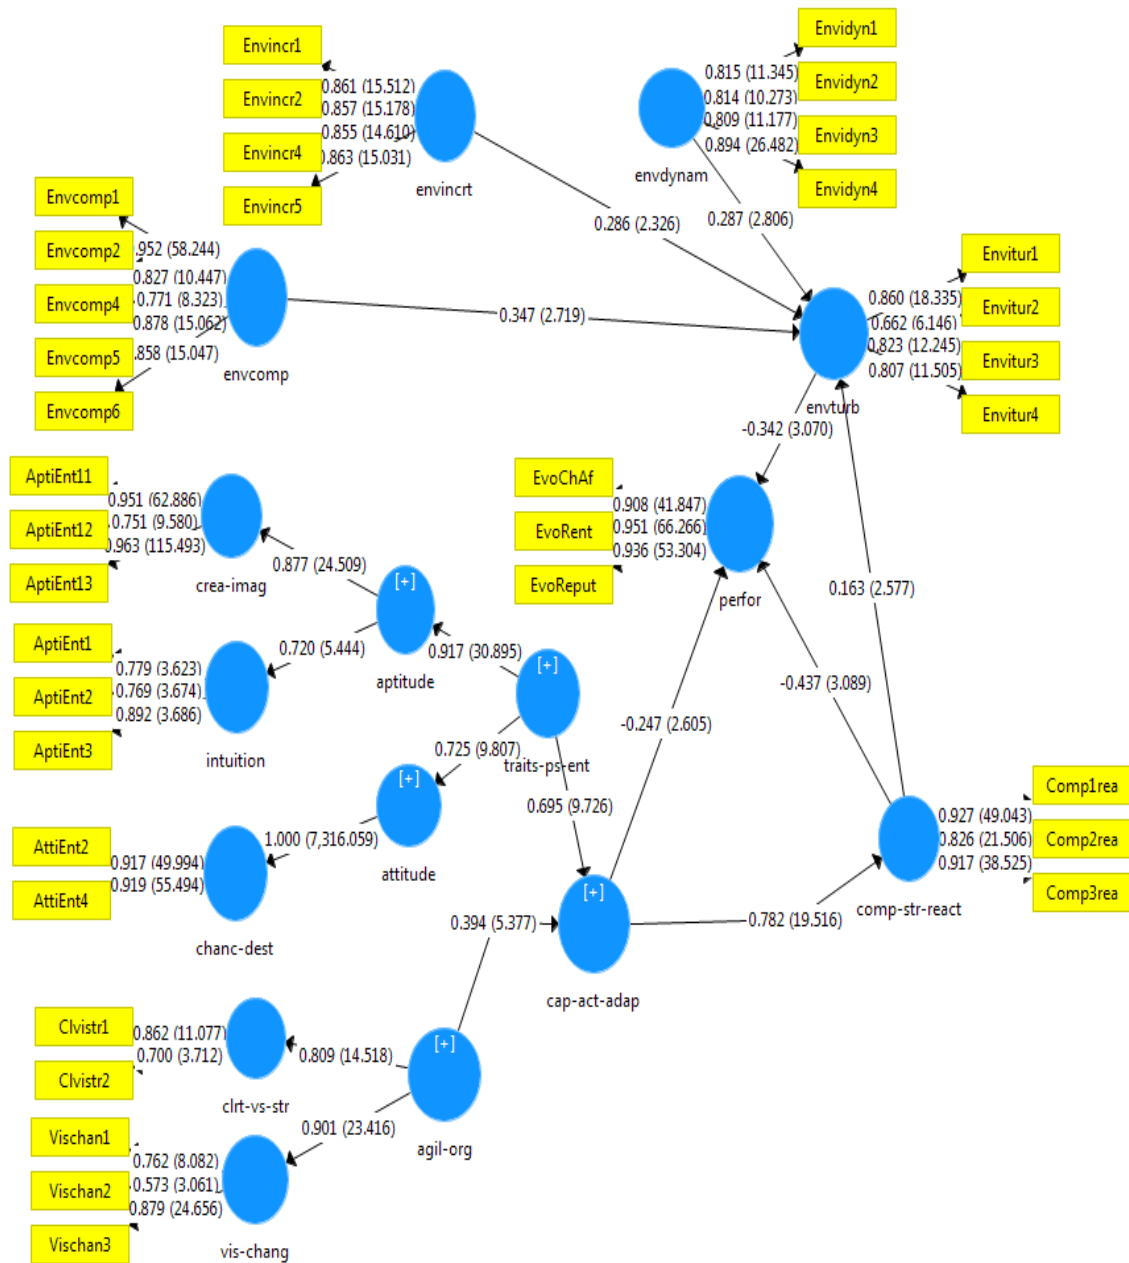 Envincr1
Envincr2
Envincr4
Envincr5
0.861 (15.512)
0.857 (15.178)
0.855 (14.610)
0.863 (15.031)
envincrt
Envidyn1
Envidyn2
Envidyn3
Envidyn4
0.815 (11.345)
0.814 (10.273)
0.809 (11.177)
0.894 (26.482)
envdynam
0.286 (2.326)
0.287 (2.806)
Envcomp1
Envcomp2
Envcomp4
Envcomp5
Envcomp6
.952 (58.244)
0.827 (10.447)
0.771 (8.323)
0.878 (15.062)
.858 (15.047)
envcomp
0.347 (2.719)
Envitur1
Envitur2
Envitur3
Envitur4
0.860 (18.335)
0.662 (6.146)
0.823 (12.245)
0.807 (11.505)
envturb
-0.342 (3.070)
AptiEnt11
AptiEnt12
AptiEnt13
0.951 (62.886)
0.751 (9.580)
0.963 (115.493)
crea-imag
0.877 (24.509)
EvoChAf
EvoRent
EvoReput
0.908 (41.847)
0.951 (66.266)
0.936 (53.304)
perfor
0.163 (2.577)
[+]
aptitude
0.720 (5.444)
0.917 (30.895)
AptiEnt1
AptiEnt2
AptiEnt3
0.779 (3.623)
0.769 (3.674)
0.892 (3.686)
intuition
[+]
traits-ps-ent
0.725 (9.807)
0.695 (9.726)
-0.247 (2.605)
-0.437 (3.089)
[+]
attitude
1.000 (7,316.059)
AttiEnt2
AttiEnt4
0.917 (49.994)
0.919 (55.494)
chanc-dest
Comp1rea
Comp2rea
Comp3rea
0.927 (49.043)
0.826 (21.506)
0.917 (38.525)
comp-str-react
0.394 (5.377)
[+]
cap-act-adap
0.782 (19.516)
Clvistr1
Clvistr2
0.862 (11.077)
0.700 (3.712)
clrt-vs-str
0.809 (14.518)
[+]
agil-org
0.901 (23.416)
Vischan1
Vischan2
Vischan3
0.762 (8.082)
0.573 (3.061)
0.879 (24.656)
vis-chang